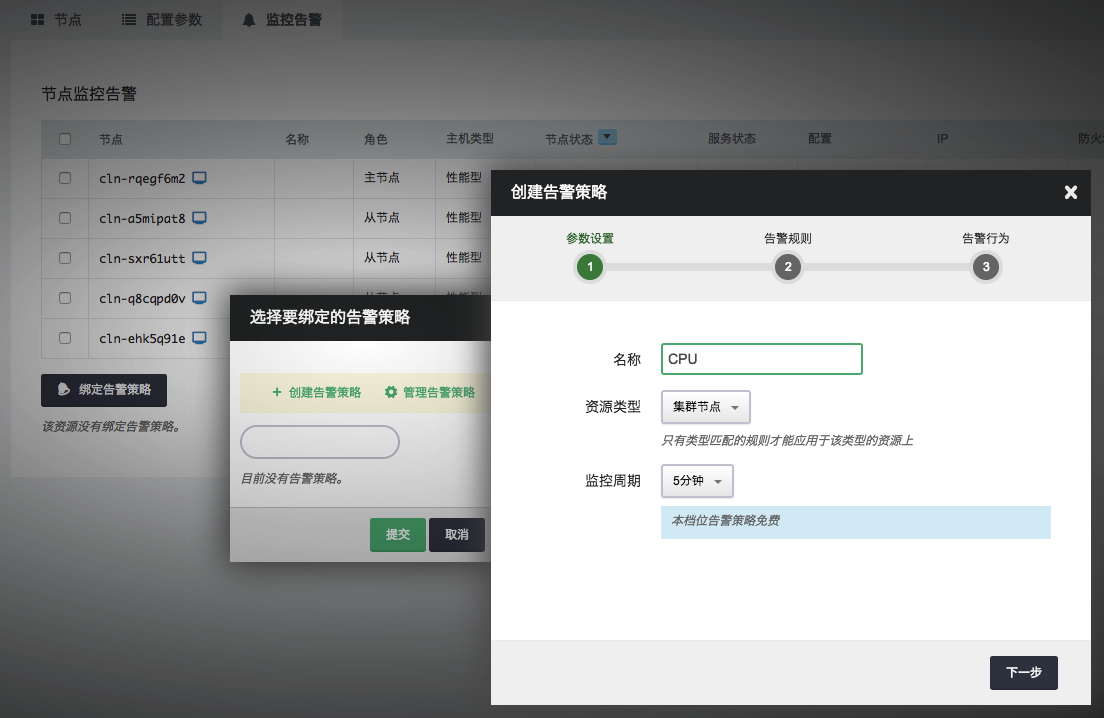 节点 配置参数 监控告警
节点监控告警
节点 名称 角色 主机类型 节点状态 服务状态 配置 IP 防火
cln-rqegf6m2 主节点 性能型
cln-a5mipat8 从节点 性能型
cln-sxr61utt 从节点 性能型
cln-q8cqpd0v
cln-ehk5q91e
绑定告警策略
该资源没有绑定告警策略。
选择要绑定的告警策略
+ 创建告警策略 管理告警策略
目前没有告警策略。
提交 取消
创建告警策略
参数设置 告警规则 告警行为
1 2 3
名称 CPU
资源类型 集群节点
只有类型匹配的规则才能应用于该类型的资源上
监控周期 5分钟
本档位告警策略免费
下一步